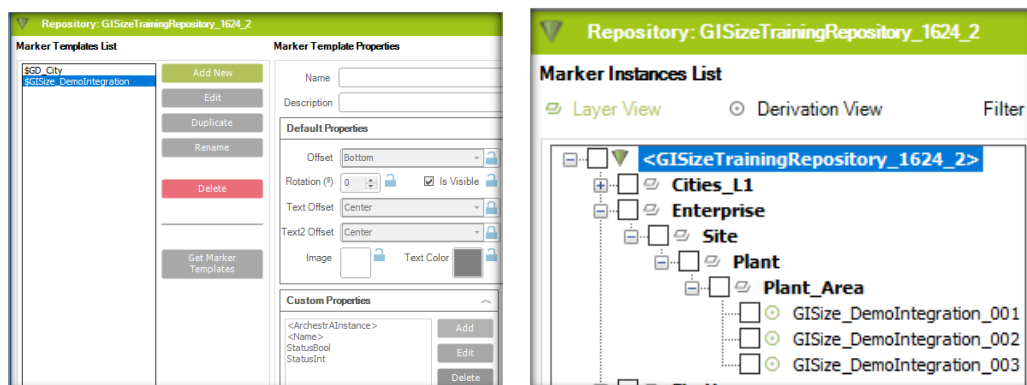 Repository: GISizeTrainingRepository_1624_2
Marker Templates List
Marker Template Properties
$GD_City
$GISize_DemoIntegration
Add New
Edit
Duplicate
Rename
Delete
Get Marker
Templates
Name
Description
Default Properties
Offset Bottom
Rotation (º) 0 Is Visible
Text Offset Center
Text2 Offset Center
Image Text Color
Custom Properties
<ArchestrAInstance>
<Name>
StatusBool
StatusInt
Add
Edit
Delete
Repository: GISizeTrainingRepository_1624_2
Marker Instances List
Layer View Derivation View Filter
<GISizeTrainingRepository_1624_2>
Cities_L1
Enterprise
Site
Plant
Plant_Area
GISize_DemoIntegration_001
GISize_DemoIntegration_002
GISize_DemoIntegration_003